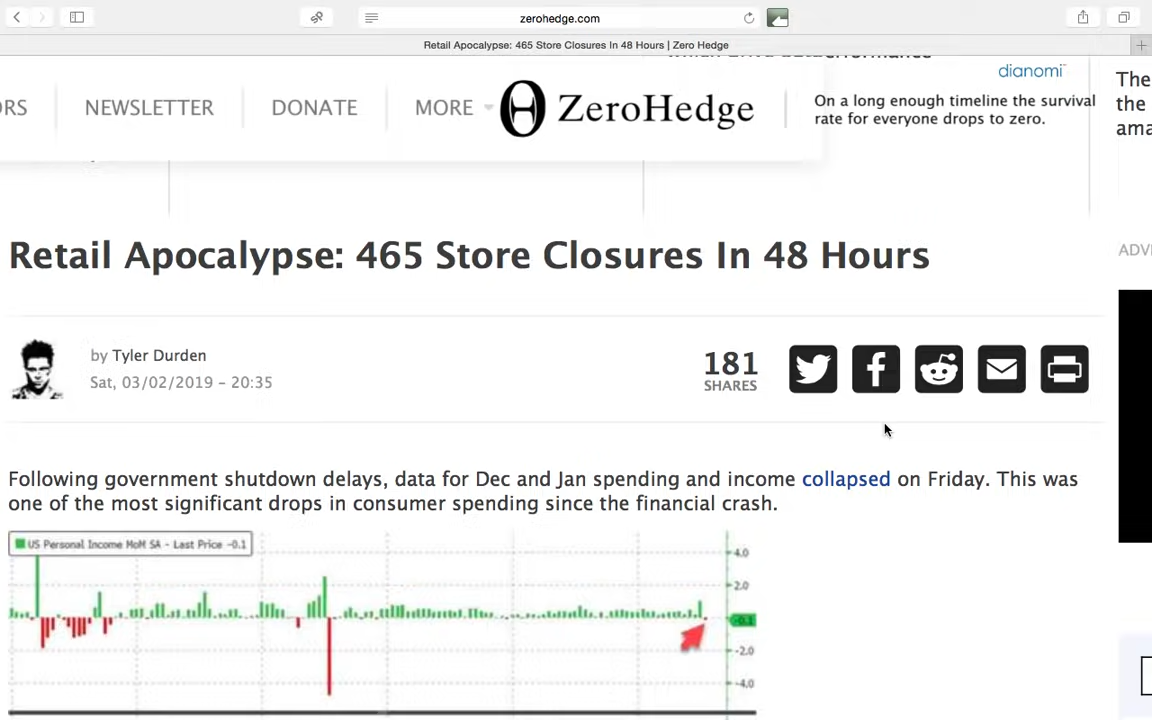 zerohedge.com
Retail Apocalypse: 465 Store Closures In 48 Hours | Zero Hedge
dianomi
The
the
ama
ORS
NEWSLETTER
DONATE
MORE
ZeroHedge
On a long enough timeline the survival
rate for everyone drops to zero.
Retail Apocalypse: 465 Store Closures In 48 Hours
ADV
by Tyler Durden
Sat, 03/02/2019 – 20:35
181
SHARES
Following government shutdown delays, data for Dec and Jan spending and income collapsed on Friday. This was
one of the most significant drops in consumer spending since the financial crash.
US Personal Income MoM SA - Last Price -0.1
4.0
2.0
-0.1
-2.0
-4.0